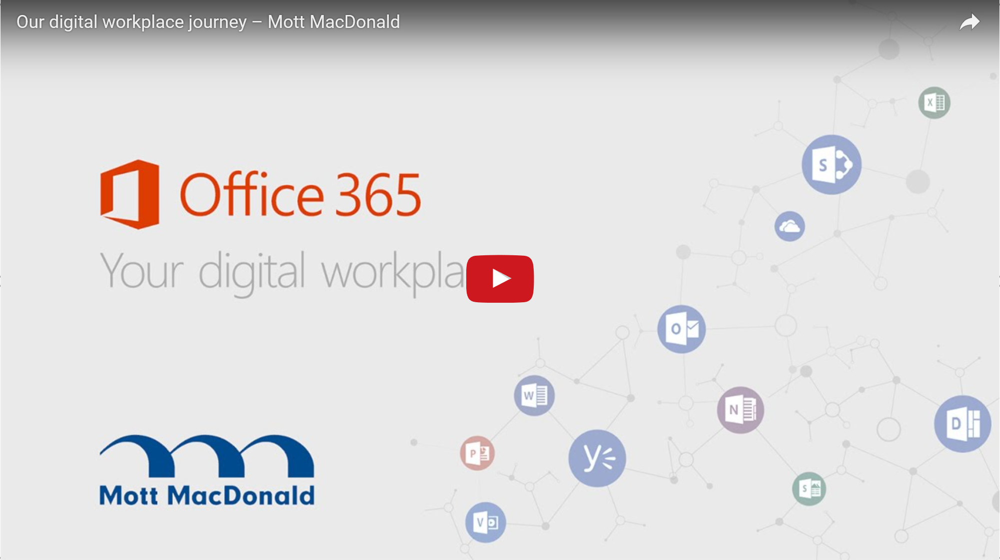 Our digital workplace journey – Mott MacDonald
X
S
Office 365
Your digital workpla
O
W
N
D
P
y
S
Mott MacDonald
V